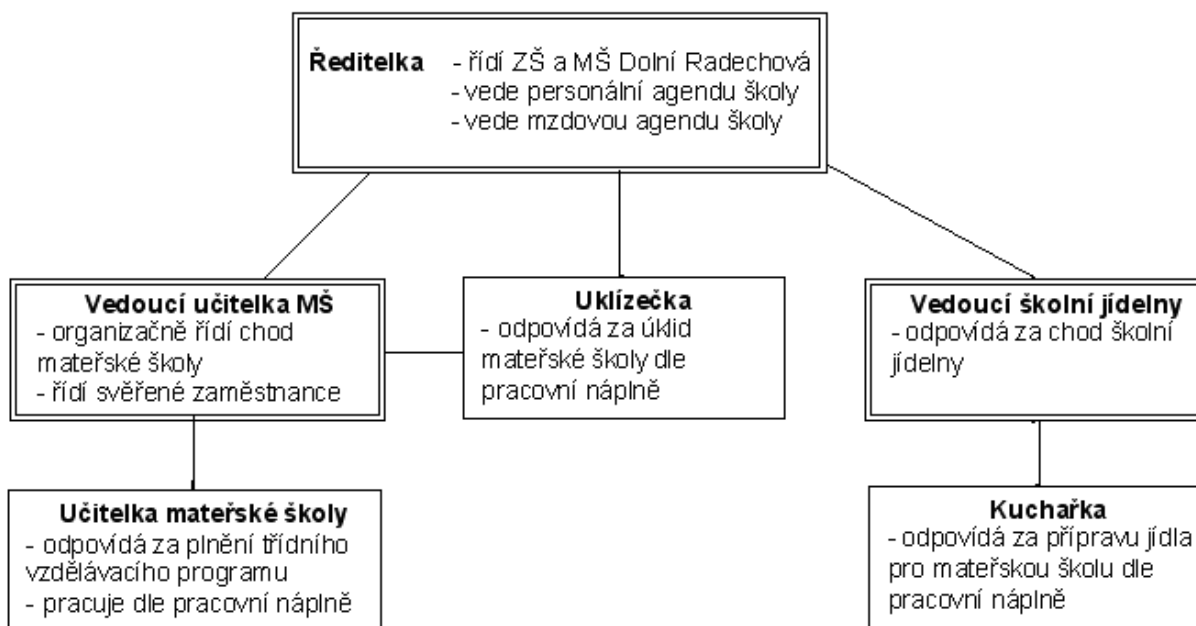 Ředitelka - řídí ZŠ a MŠ Dolní Radechová
- vede personální agendu školy
- vede mzdovou agendu školy
Vedoucí učitelka MŠ
- organizačně řídí chod
mateřské školy
- řídí svěřené zaměstnance
Uklízečka
- odpovídá za úklid
mateřské školy dle
pracovní náplně
Vedoucí školní jídelny
- odpovídá za chod školní
jídelny
Učitelka mateřské školy
- odpovídá za plnění třídního
vzdělávacího programu
- pracuje dle pracovní náplně
Kuchařka
- odpovídá za přípravu jídla
pro mateřskou školu dle
pracovní náplně